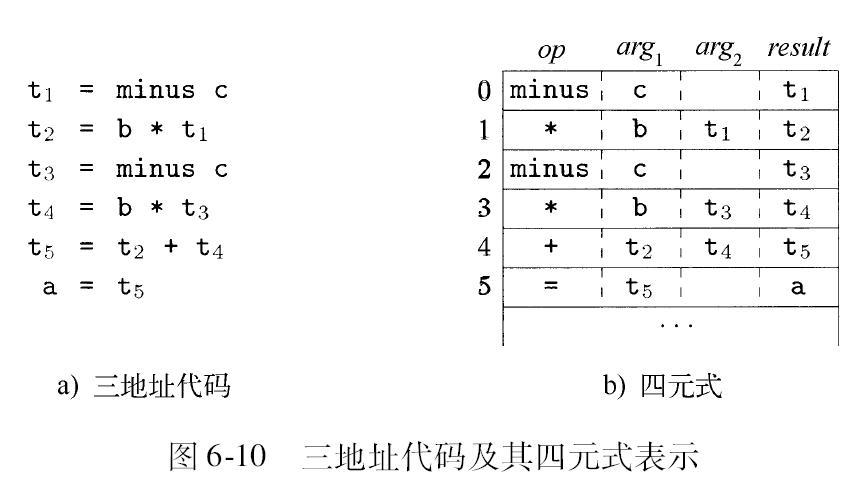 t₁ = minus c
t₂ = b * t₁
t₃ = minus c
t₄ = b * t₃
t₅ = t₂ + t₄
a = t₅
a) 三地址代码
op arg₁ arg₂ result
0 minus c t₁
1 * b t₁ t₂
2 minus c t₃
3 * b t₃ t₄
4 + t₂ t₄ t₅
5 = t₅ a
...
b) 四元式
图 6-10 三地址代码及其四元式表示